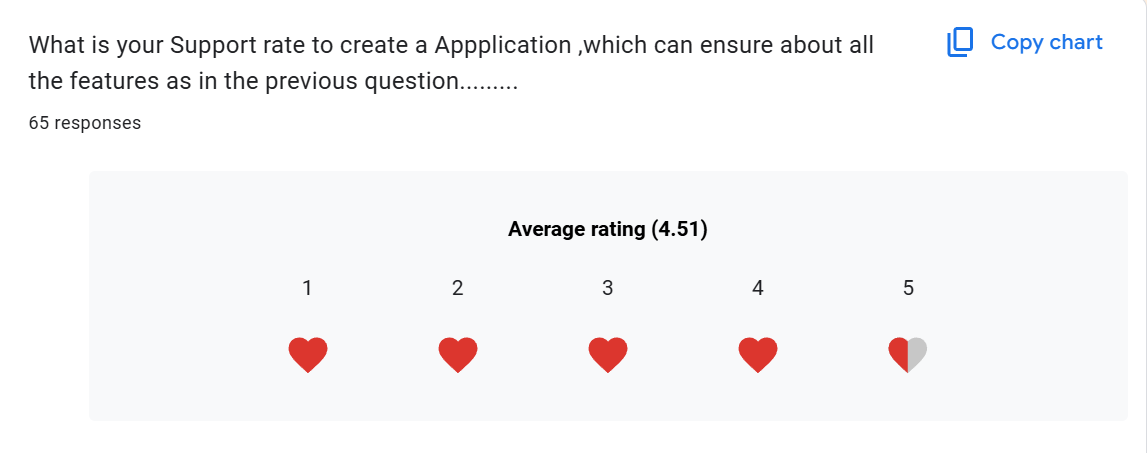 What is your Support rate to create a Appplication ,which can ensure about all
the features as in the previous question.........
Copy chart
65 responses
Average rating (4.51)
1 2 3 4 5